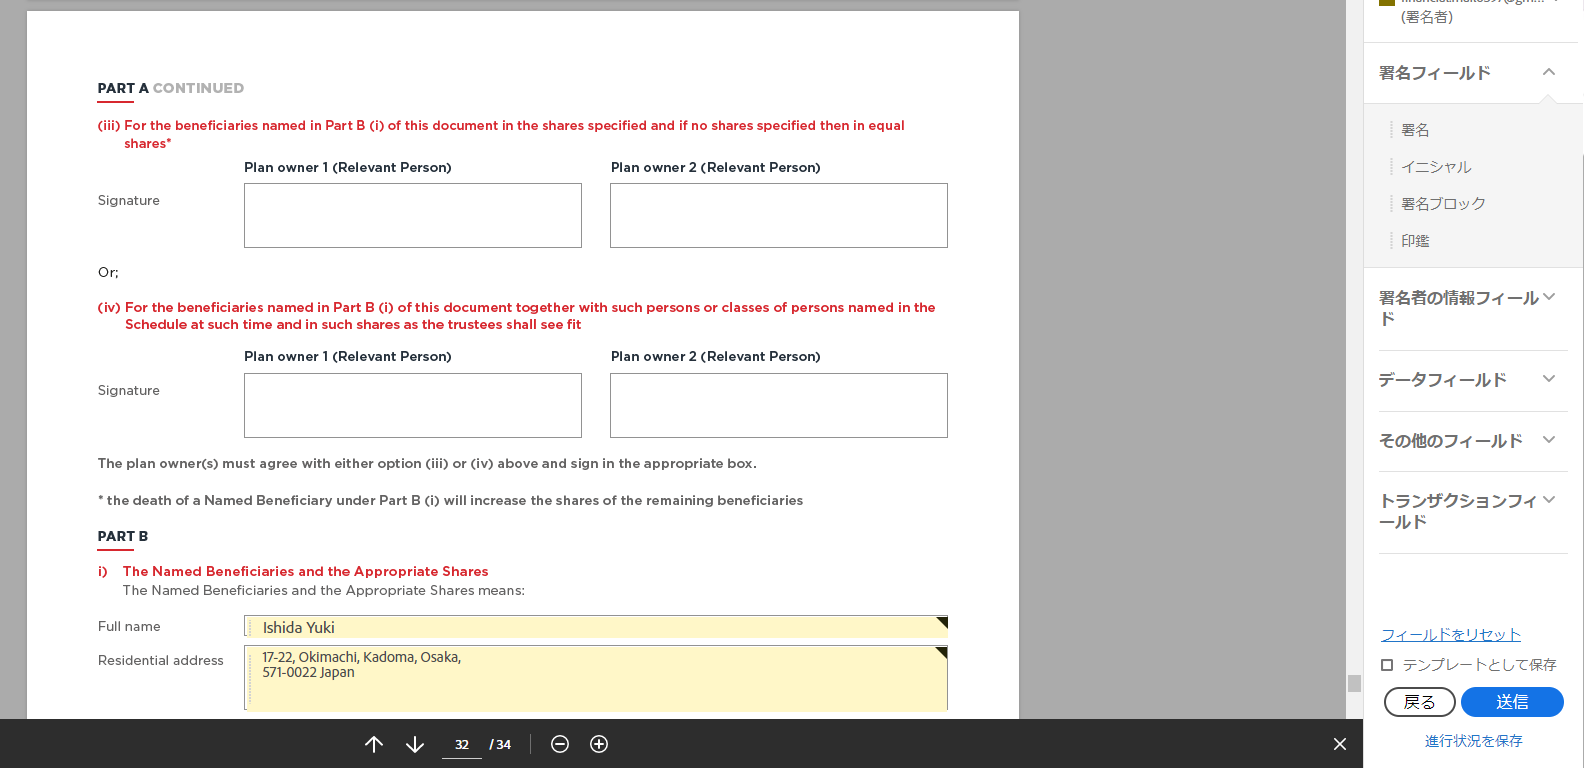 PART A CONTINUED
(iii) For the beneficiaries named in Part B (i) of this document in the shares specified and if no shares specified then in equal
shares*
Plan owner 1 (Relevant Person)
Plan owner 2 (Relevant Person)
Signature
Or;
(iv) For the beneficiaries named in Part B (i) of this document together with such persons or classes of persons named in the
Schedule at such time and in such shares as the trustees shall see fit
Plan owner 1 (Relevant Person)
Plan owner 2 (Relevant Person)
Signature
The plan owner(s) must agree with either option (iii) or (iv) above and sign in the appropriate box.
* the death of a Named Beneficiary under Part B (i) will increase the shares of the remaining beneficiaries
PART B
i) The Named Beneficiaries and the Appropriate Shares
The Named Beneficiaries and the Appropriate Shares means:
Full name
Ishida Yuki
Residential address
17-22, Okimachi, Kadoma, Osaka,
571-0022 Japan
32 / 34
(署名者)
署名フィールド
署名
イニシャル
署名ブロック
印鑑
署名者の情報フィール
ド
データフィールド
その他のフィールド
トランザクションフィ
ールド
フィールドをリセット
テンプレートとして保存
戻る
送信
進行状況を保存